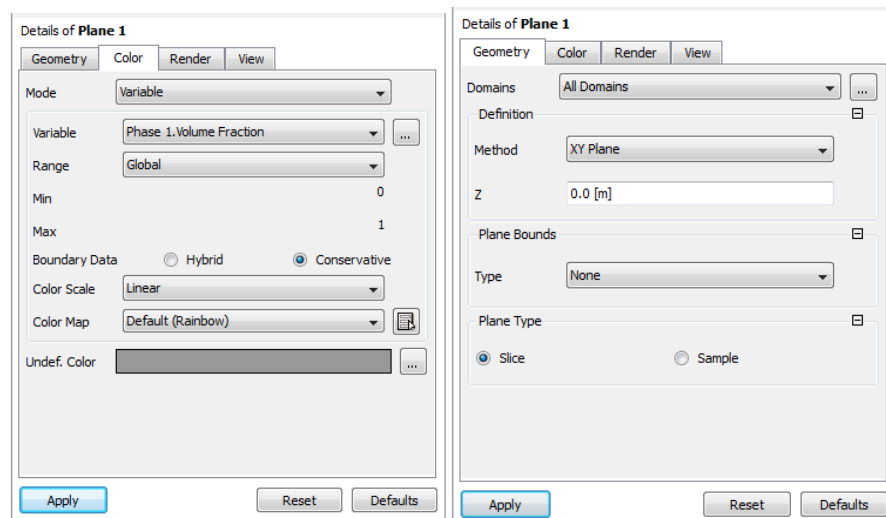 Details of Plane 1
Geometry Color Render View
Mode Variable
Variable Phase 1.Volume Fraction ...
Range Global
Min 0
Max 1
Boundary Data Hybrid Conservative
Color Scale Linear
Color Map Default (Rainbow)
Undef. Color ...
Apply Reset Defaults
Details of Plane 1
Geometry Color Render View
Domains All Domains ...
Definition
Method XY Plane
Z 0.0 [m]
Plane Bounds
Type None
Plane Type
Slice Sample
Apply Reset Defaults